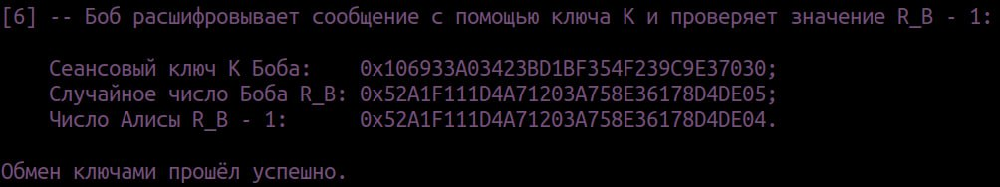 [6] -- Боб расшифровывает сообщение с помощью ключа K и проверяет значение R_B - 1:
Сеансовый ключ K Боба: 0x106933A03423BD1BF354F239C9E37030;
Случайное число Боба R_B: 0x52A1F111D4A71203A758E36178D4DE05;
Число Алисы R_B - 1: 0x52A1F111D4A71203A758E36178D4DE04.
Обмен ключами прошёл успешно.